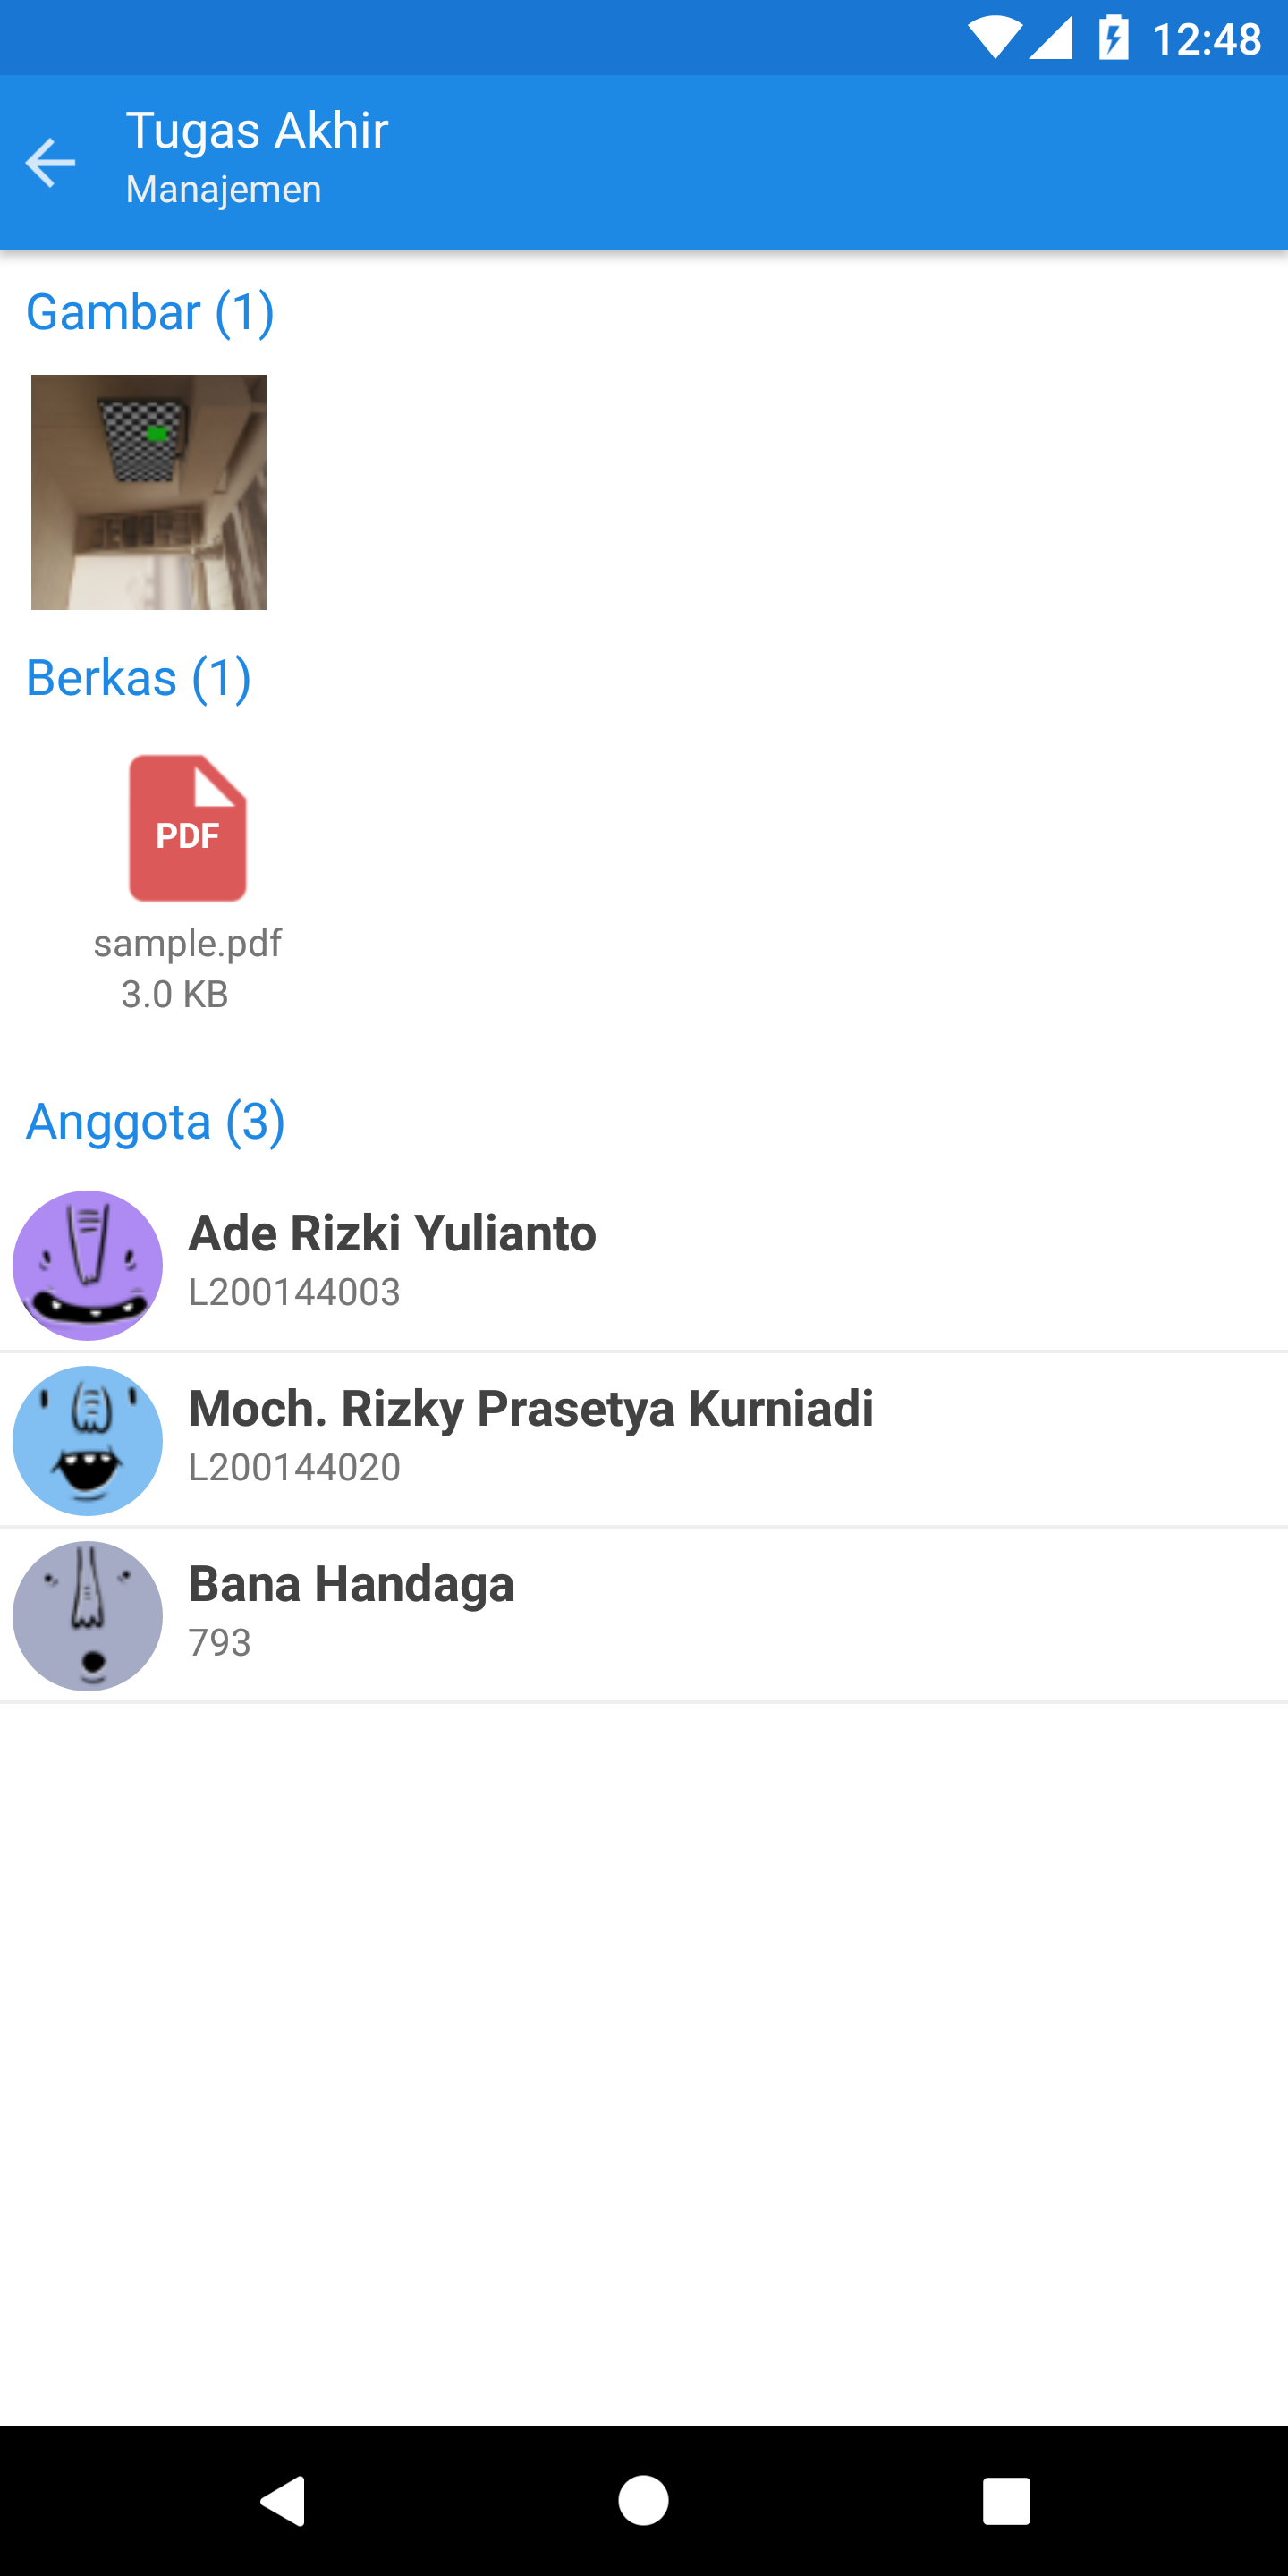 12:48
Tugas Akhir
Manajemen
Gambar (1)
Berkas (1)
PDF
sample.pdf
3.0 KB
Anggota (3)
Ade Rizki Yulianto
L200144003
Moch. Rizky Prasetya Kurniadi
L200144020
Bana Handaga
793